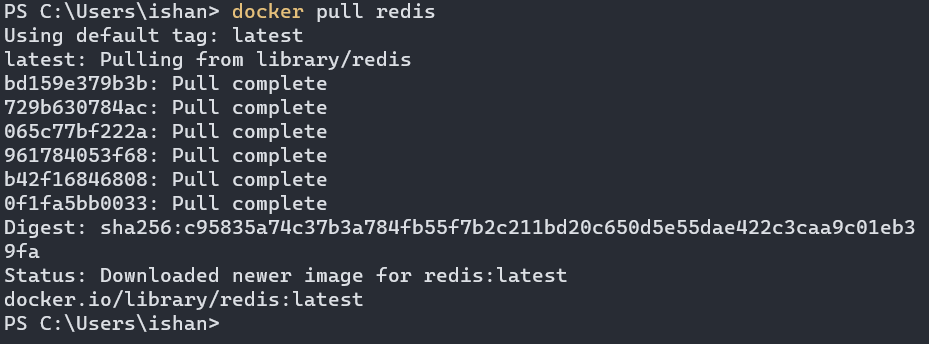 PS C:\Users\ishan> docker pull redis
Using default tag: latest
latest: Pulling from library/redis
bd159e379b3b: Pull complete
729b630784ac: Pull complete
065c77bf222a: Pull complete
961784053f68: Pull complete
b42f16846808: Pull complete
0f1fa5bb0033: Pull complete
Digest: sha256:c95835a74c37b3a784fb55f7b2c211bd20c650d5e55dae422c3caa9c01eb3
9fa
Status: Downloaded newer image for redis:latest
docker.io/library/redis:latest
PS C:\Users\ishan>